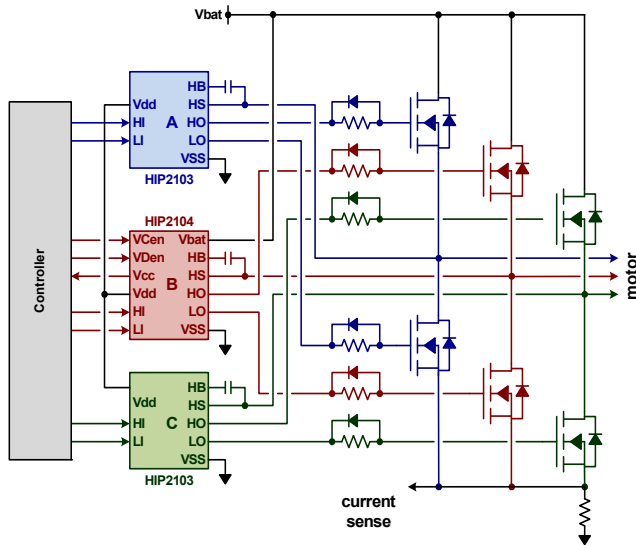 Vbat
Controller
Vdd
HI
LI
A
HB
HS
HO
LO
VSS
HIP2103
HIP2104
VCen
VDen
Vcc
Vdd
HI
LI
B
Vbat
HB
HS
HO
LO
VSS
motor
Vdd
HI
LI
C
HB
HS
HO
LO
VSS
HIP2103
current
sense